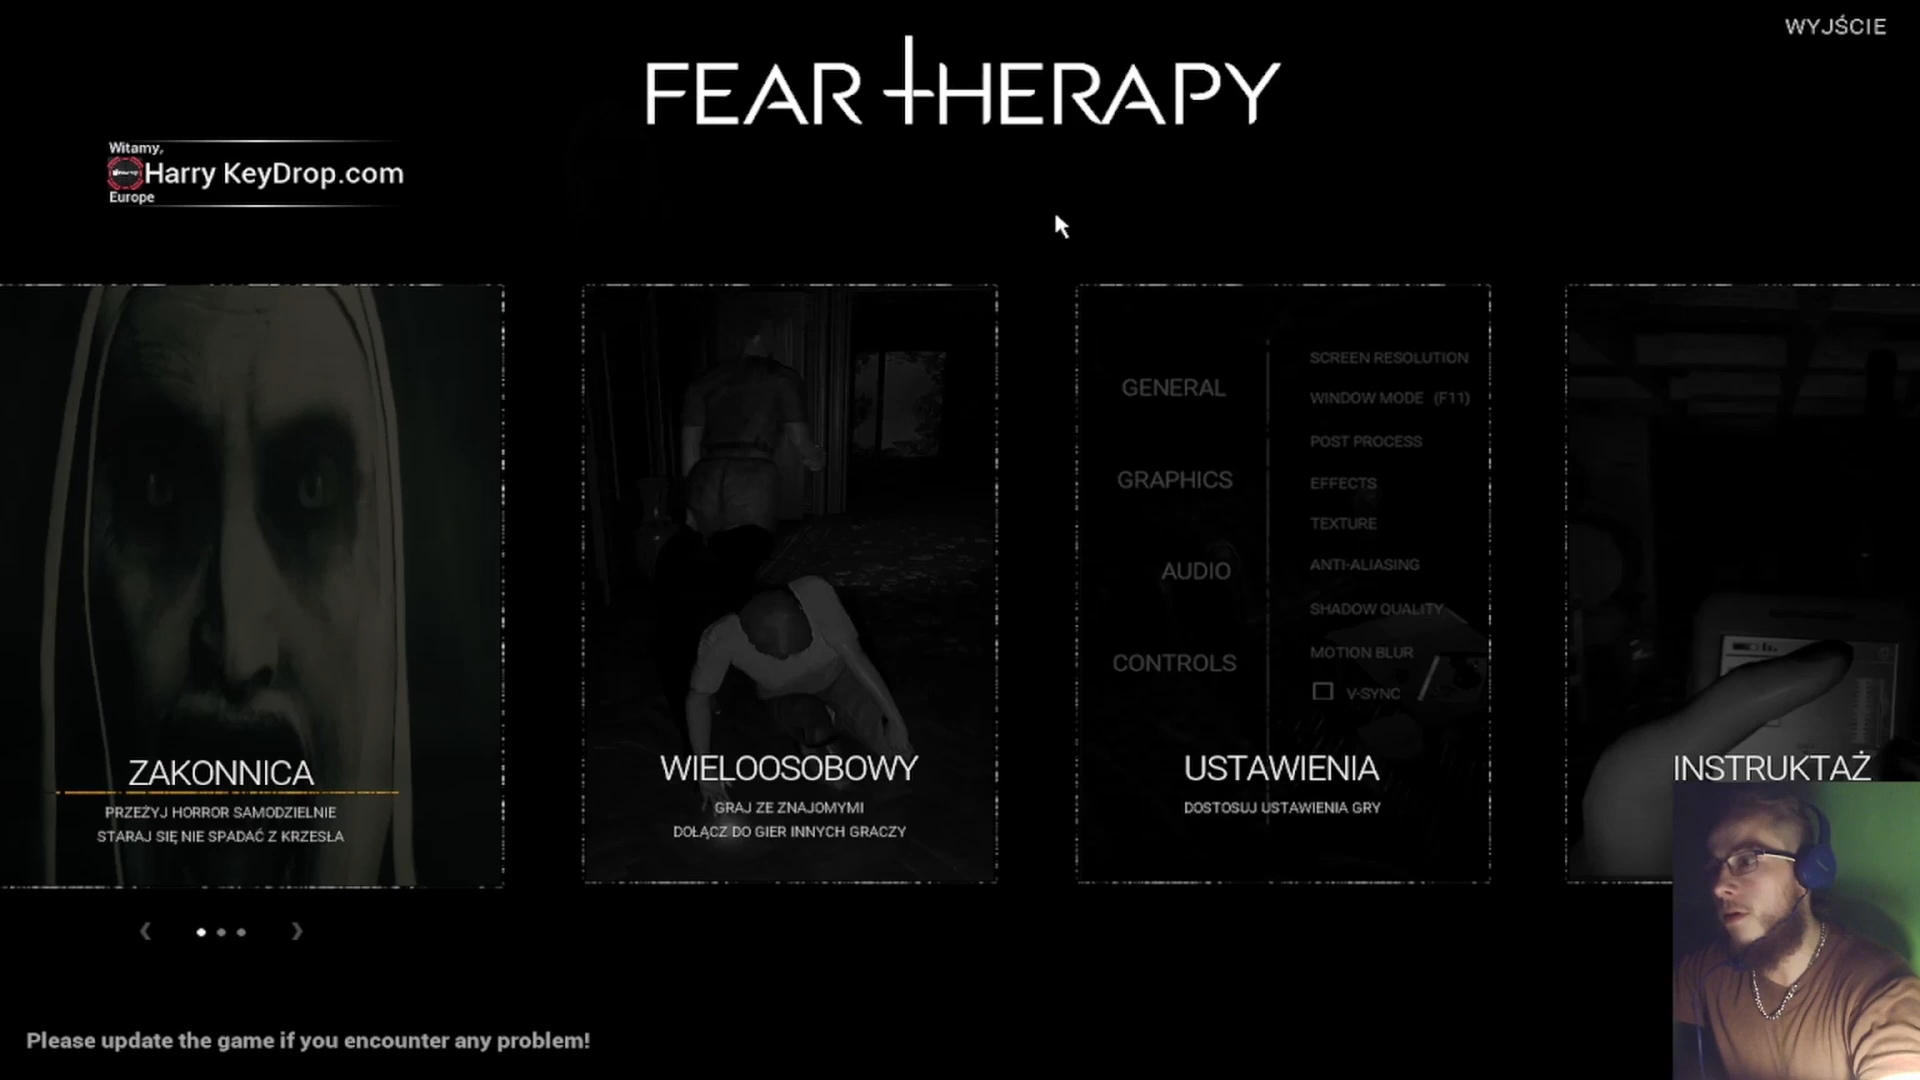 WYJŚCIE
FEAR THERAPY
Witamy,
Harry KeyDrop.com
Europe
ZAKONNICA
PRZEŻYJ HORROR SAMODZIELNIE
STARAJ SIĘ NIE SPADAĆ Z KRZESŁA
WIELOOSOBOWY
GRAJ ZE ZNAJOMYMI
DOŁĄCZ DO GIER INNYCH GRACZY
GENERAL
GRAPHICS
AUDIO
CONTROLS
SCREEN RESOLUTION
WINDOW MODE (F11)
POST PROCESS
EFFECTS
TEXTURE
ANTI-ALIASING
SHADOW QUALITY
MOTION BLUR
V-SYNC
USTAWIENIA
DOSTOSUJ USTAWIENIA GRY
INSTRUKTAŻ
Please update the game if you encounter any problem!